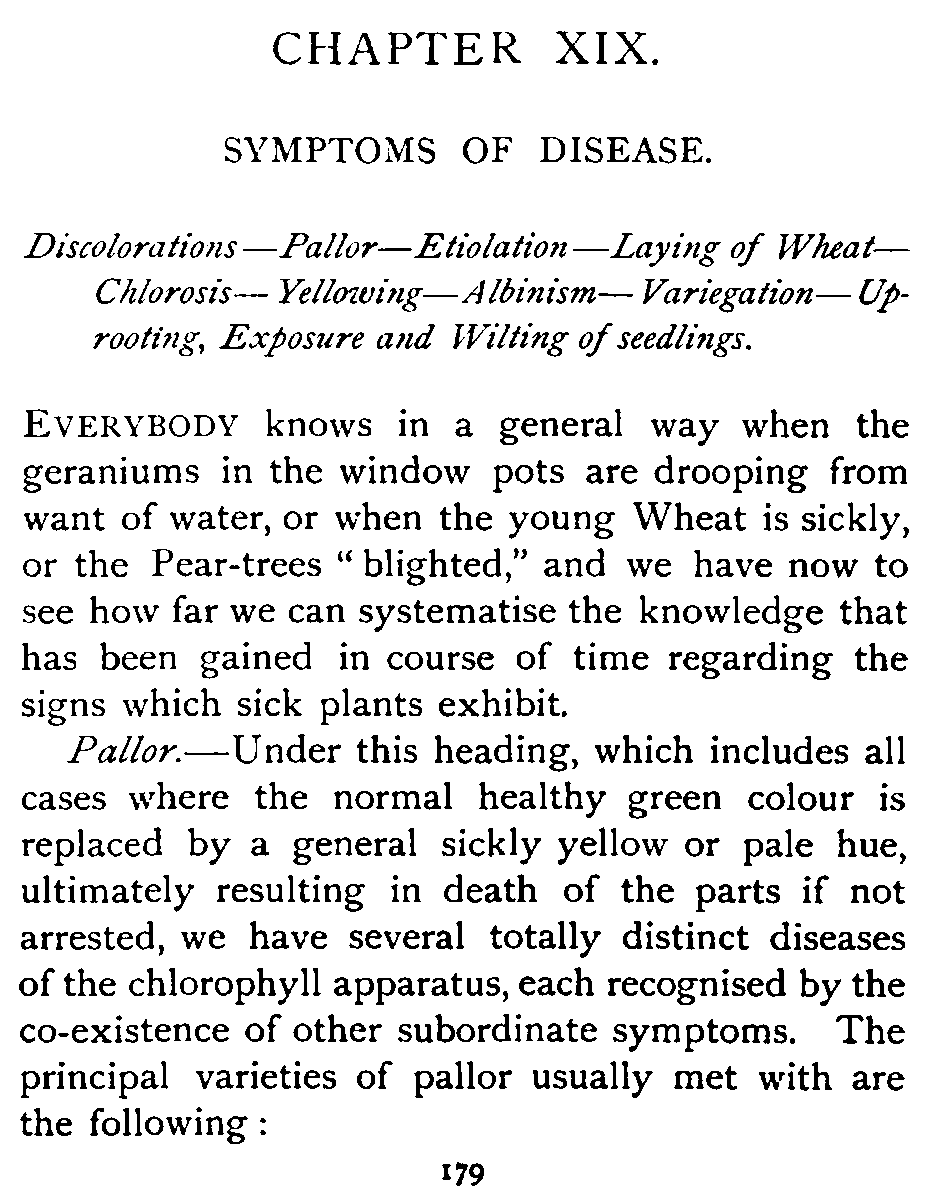 CHAPTER XIX.
SYMPTOMS OF DISEASE.
Discolorations—Pallor—Etiolation—Laying of Wheat—
Chlorosis—Yellowing—Albinism—Variegation—Up-
rooting, Exposure and Wilting of seedlings.
EVERYBODY knows in a general way when the
geraniums in the window pots are drooping from
want of water, or when the young Wheat is sickly,
or the Pear-trees “blighted,” and we have now to
see how far we can systematise the knowledge that
has been gained in course of time regarding the
signs which sick plants exhibit.
Pallor.—Under this heading, which includes all
cases where the normal healthy green colour is
replaced by a general sickly yellow or pale hue,
ultimately resulting in death of the parts if not
arrested, we have several totally distinct diseases
of the chlorophyll apparatus, each recognised by the
co-existence of other subordinate symptoms. The
principal varieties of pallor usually met with are
the following :
179